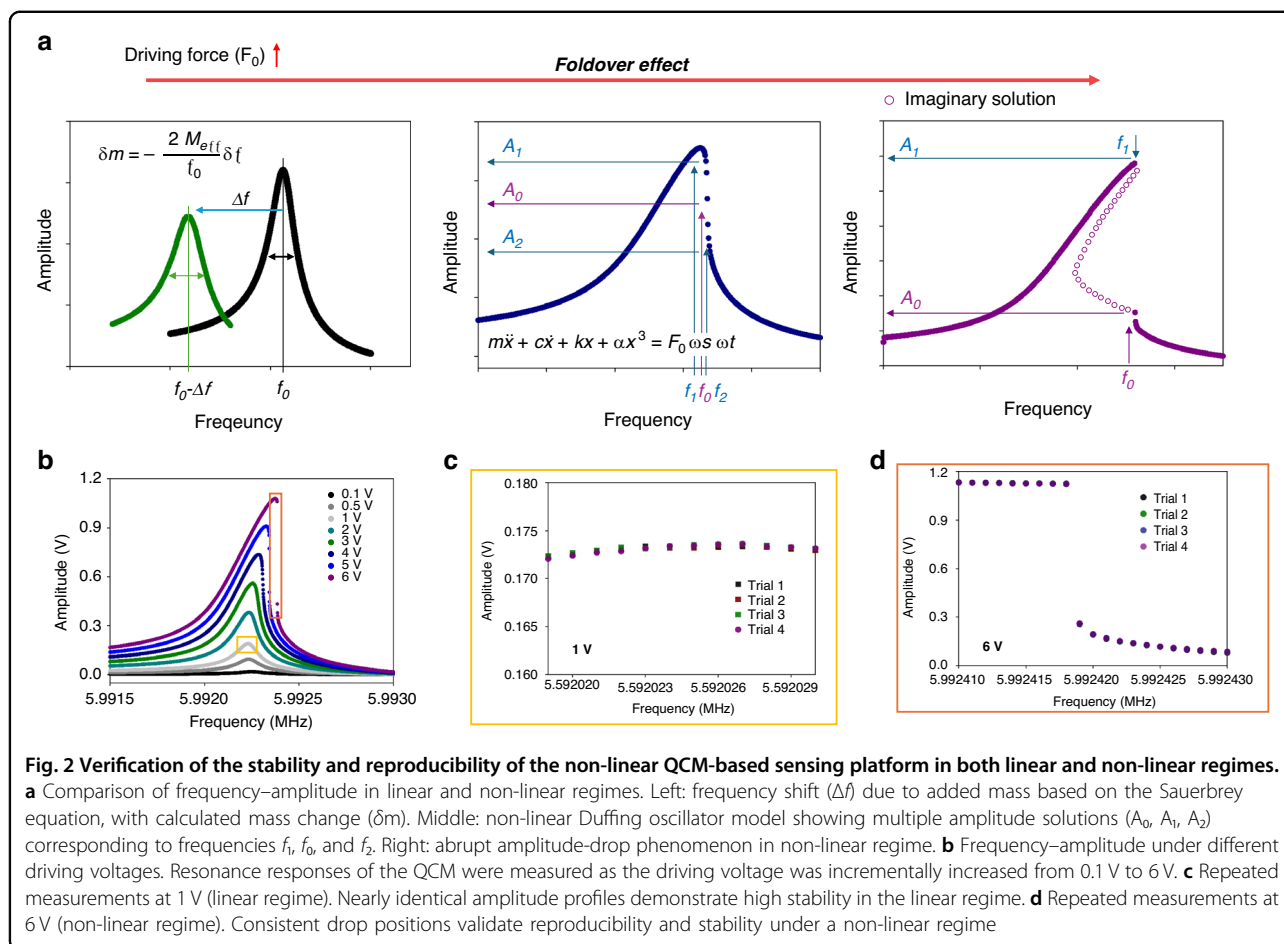 a
Driving force (F₀)
Foldover effect
Imaginary solution
δm = − 2 M_eff / f₀ δf
Δf
Amplitude
f₀-Δf
f₀
Freqeuncy
A₁
A₀
A₂
Amplitude
mẍ + cẋ + kx + αx³ = F₀ ωs ωt
f₁ f₀ f₂
Frequency
A₁
f₁
Amplitude
A₀
f₀
Frequency
b
1.2
0.9
0.6
0.3
0.0
Amplitude (V)
0.1 V
0.5 V
1 V
2 V
3 V
4 V
5 V
6 V
5.9915 5.9920 5.9925 5.9930
Frequency (MHz)
c
0.180
0.175
0.170
0.165
0.160
Amplitude (V)
Trial 1
Trial 2
Trial 3
Trial 4
1 V
5.592020 5.592023 5.592026 5.592029
Frequency (MHz)
d
1.2
0.9
0.6
0.3
0.0
Amplitude (V)
Trial 1
Trial 2
Trial 3
Trial 4
6 V
5.992410 5.992415 5.992420 5.992425 5.992430
Frequency (MHz)
Fig. 2 Verification of the stability and reproducibility of the non-linear QCM-based sensing platform in both linear and non-linear regimes.
a Comparison of frequency–amplitude in linear and non-linear regimes. Left: frequency shift (Δf) due to added mass based on the Sauerbrey
equation, with calculated mass change (δm). Middle: non-linear Duffing oscillator model showing multiple amplitude solutions (A₀, A₁, A₂)
corresponding to frequencies f₁, f₀, and f₂. Right: abrupt amplitude-drop phenomenon in non-linear regime. b Frequency–amplitude under different
driving voltages. Resonance responses of the QCM were measured as the driving voltage was incrementally increased from 0.1 V to 6 V. c Repeated
measurements at 1 V (linear regime). Nearly identical amplitude profiles demonstrate high stability in the linear regime. d Repeated measurements at
6 V (non-linear regime). Consistent drop positions validate reproducibility and stability under a non-linear regime